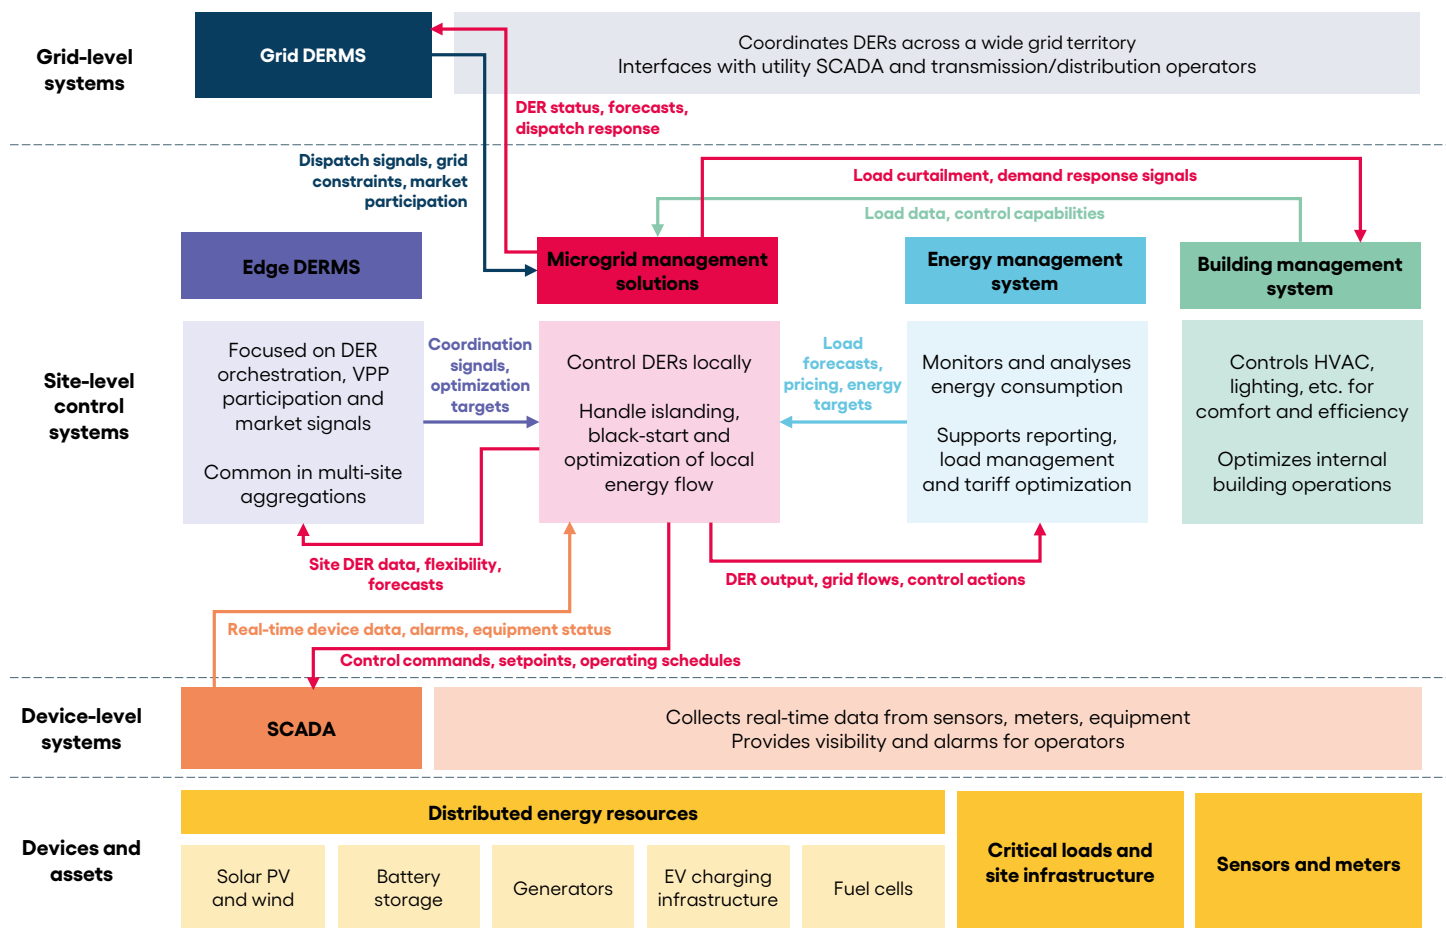 Grid-level
systems
Grid DERMS
Coordinates DERs across a wide grid territory
Interfaces with utility SCADA and transmission/distribution operators
DER status, forecasts,
dispatch response
Dispatch signals, grid
constraints, market
participation
Load curtailment, demand response signals
Load data, control capabilities
Site-level
control
systems
Edge DERMS
Microgrid management
solutions
Energy management
system
Building management
system
Focused on DER
orchestration, VPP
participation and
market signals
Common in multi-site
aggregations
Coordination
signals,
optimization
targets
Control DERs locally
Handle islanding,
black-start and
optimization of local
energy flow
Load
forecasts,
pricing, energy
targets
Monitors and analyses
energy consumption
Supports reporting,
load management
and tariff optimization
Controls HVAC,
lighting, etc. for
comfort and efficiency
Optimizes internal
building operations
Site DER data, flexibility,
forecasts
DER output, grid flows, control actions
Real-time device data, alarms, equipment status
Control commands, setpoints, operating schedules
Device-level
systems
SCADA
Collects real-time data from sensors, meters, equipment
Provides visibility and alarms for operators
Devices and
assets
Distributed energy resources
Solar PV
and wind
Battery
storage
Generators
EV charging
infrastructure
Fuel cells
Critical loads and
site infrastructure
Sensors and meters